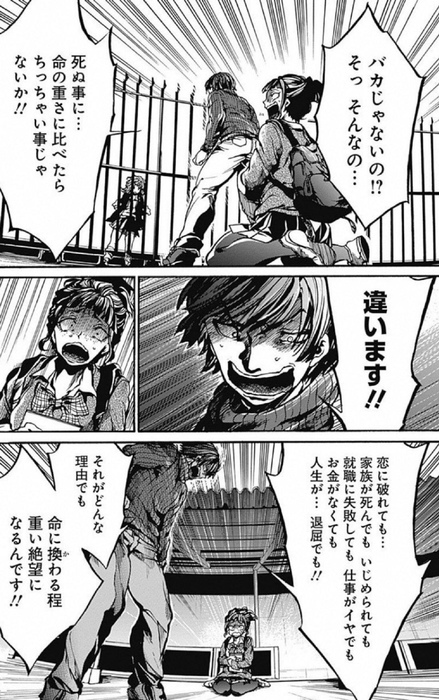 バカじゃないの!?
そっ そんなの…
死ぬ事に…
命の重さに比べたら
ちっちゃい事じゃ
ないか!!
違います!!
恋に破れても…
家族が死んでも いじめられても
就職に失敗しても 仕事がイヤでも
お金がなくても
人生が… 退屈でも!!
それがどんな
理由でも
命に換わる程
か
重い絶望に
なるんです!!